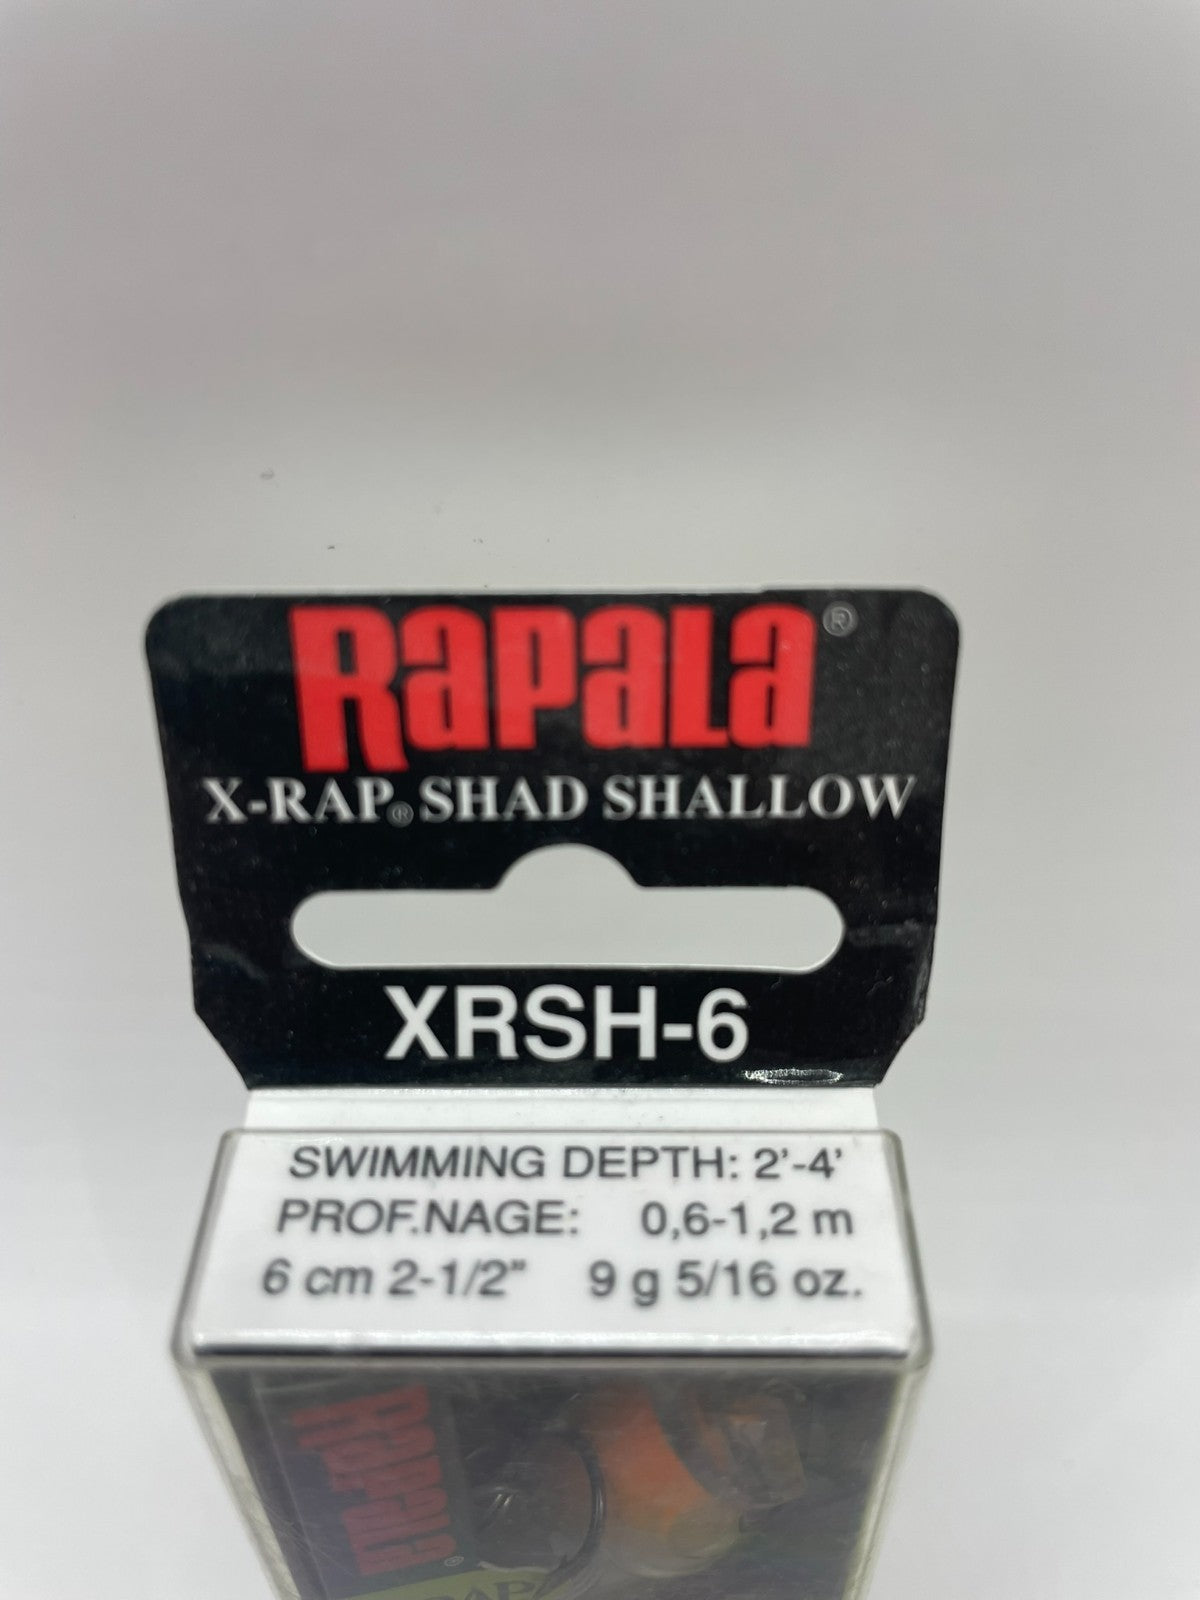 RAPALA®
X-RAP® SHAD SHALLOW
XRSH-6
SWIMMING DEPTH: 2'-4'
PROF.NAGE: 0,6-1,2 m
6 cm 2-1/2" 9 g 5/16 oz.
RAPALA®